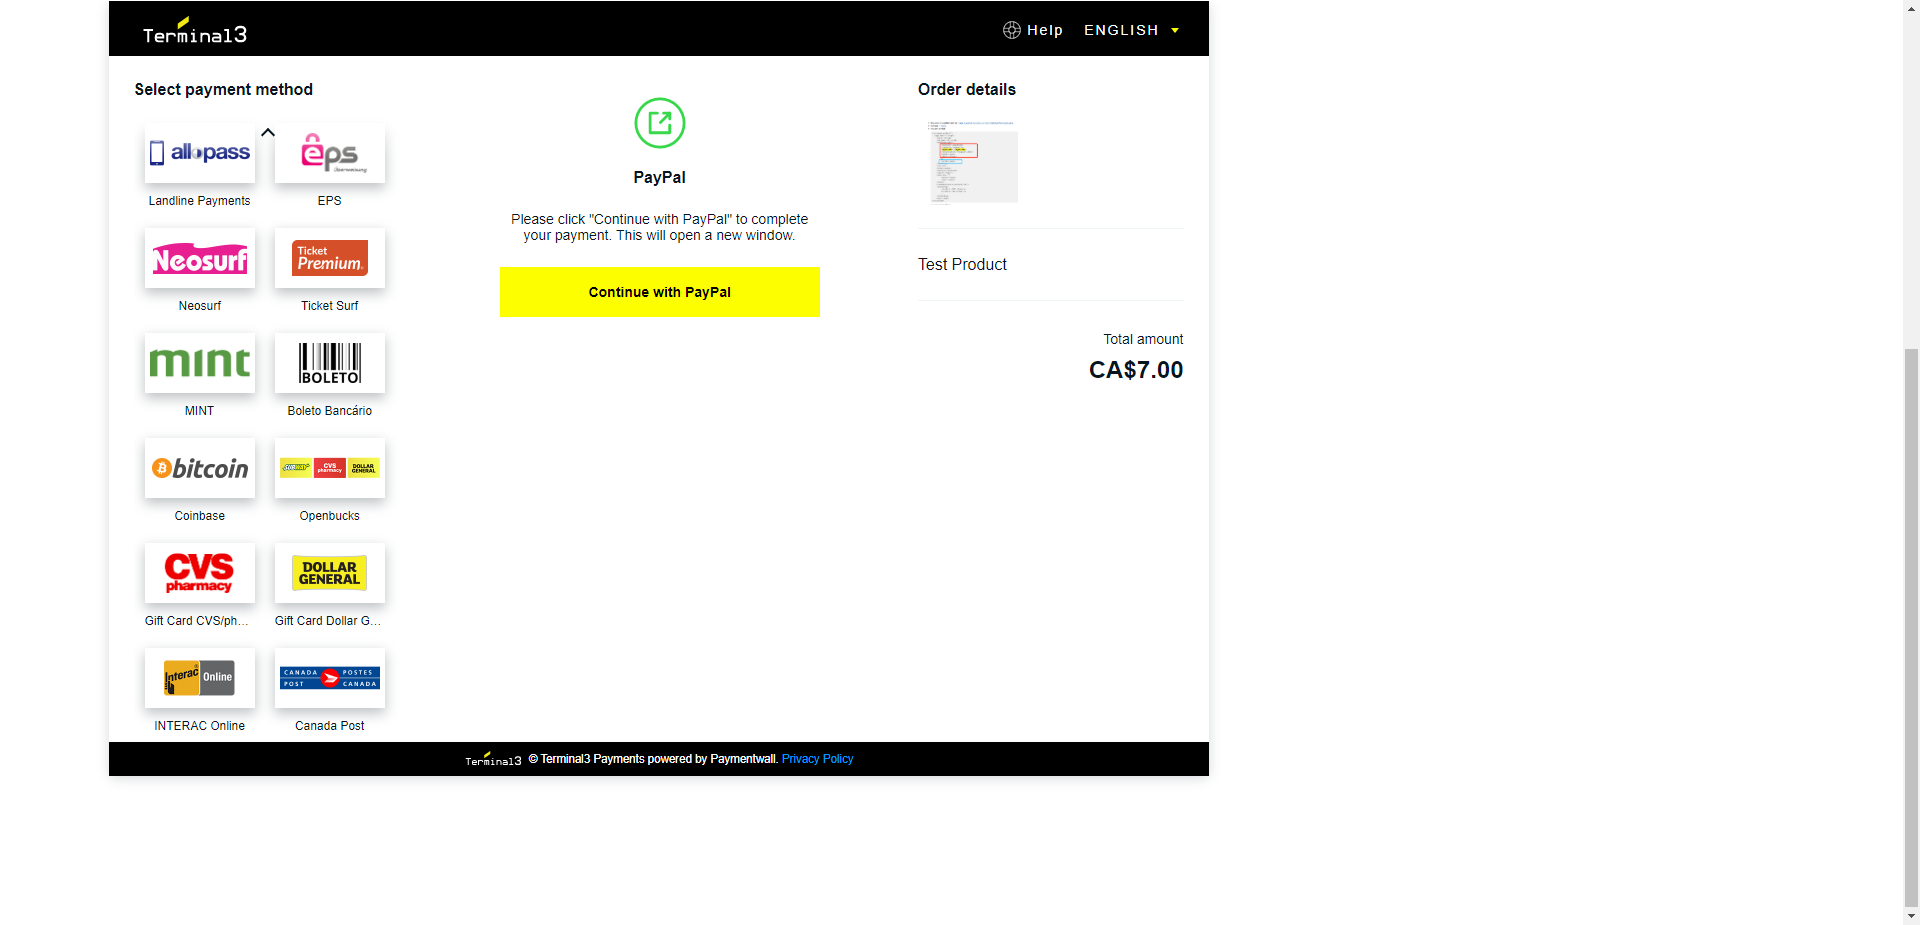 Terminal3
Help
ENGLISH
Select payment method
allopass
Landline Payments
eps
Überweisung
EPS
Neosurf
Neosurf
Ticket
Premium
Ticket Surf
mint
MINT
BOLETO
Boleto Bancário
bitcoin
Coinbase
SUBWAY
CVS
pharmacy
DOLLAR
GENERAL
Openbucks
CVS
pharmacy
Gift Card CVS/ph...
DOLLAR
GENERAL
Gift Card Dollar G...
Interac
Online
INTERAC Online
CANADA POSTES
POST CANADA
Canada Post
PayPal
Please click "Continue with PayPal" to complete
your payment. This will open a new window.
Continue with PayPal
Order details
Test Product
Total amount
CA$7.00
Terminal3 © Terminal3 Payments powered by Paymentwall. Privacy Policy